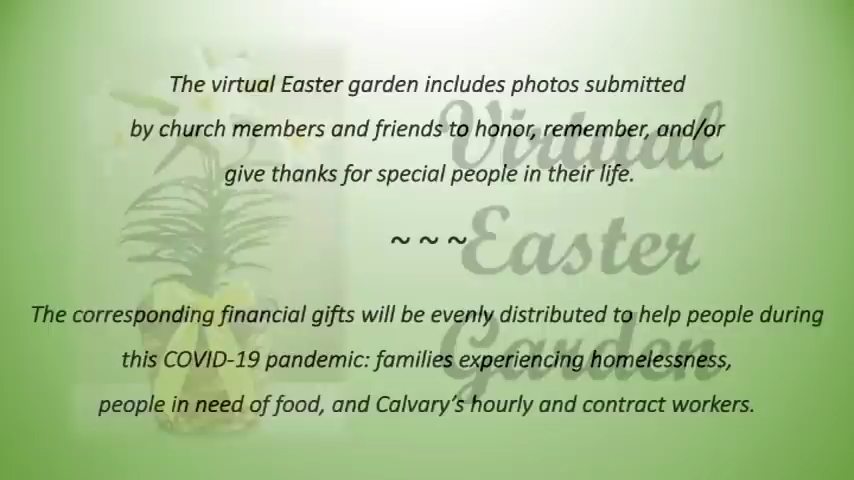 The virtual Easter garden includes photos submitted
by church members and friends to honor, remember, and/or
give thanks for special people in their life.
~ ~ ~
The corresponding financial gifts will be evenly distributed to help people during
this COVID-19 pandemic: families experiencing homelessness,
people in need of food, and Calvary's hourly and contract workers.
Virtual
Easter
Garden